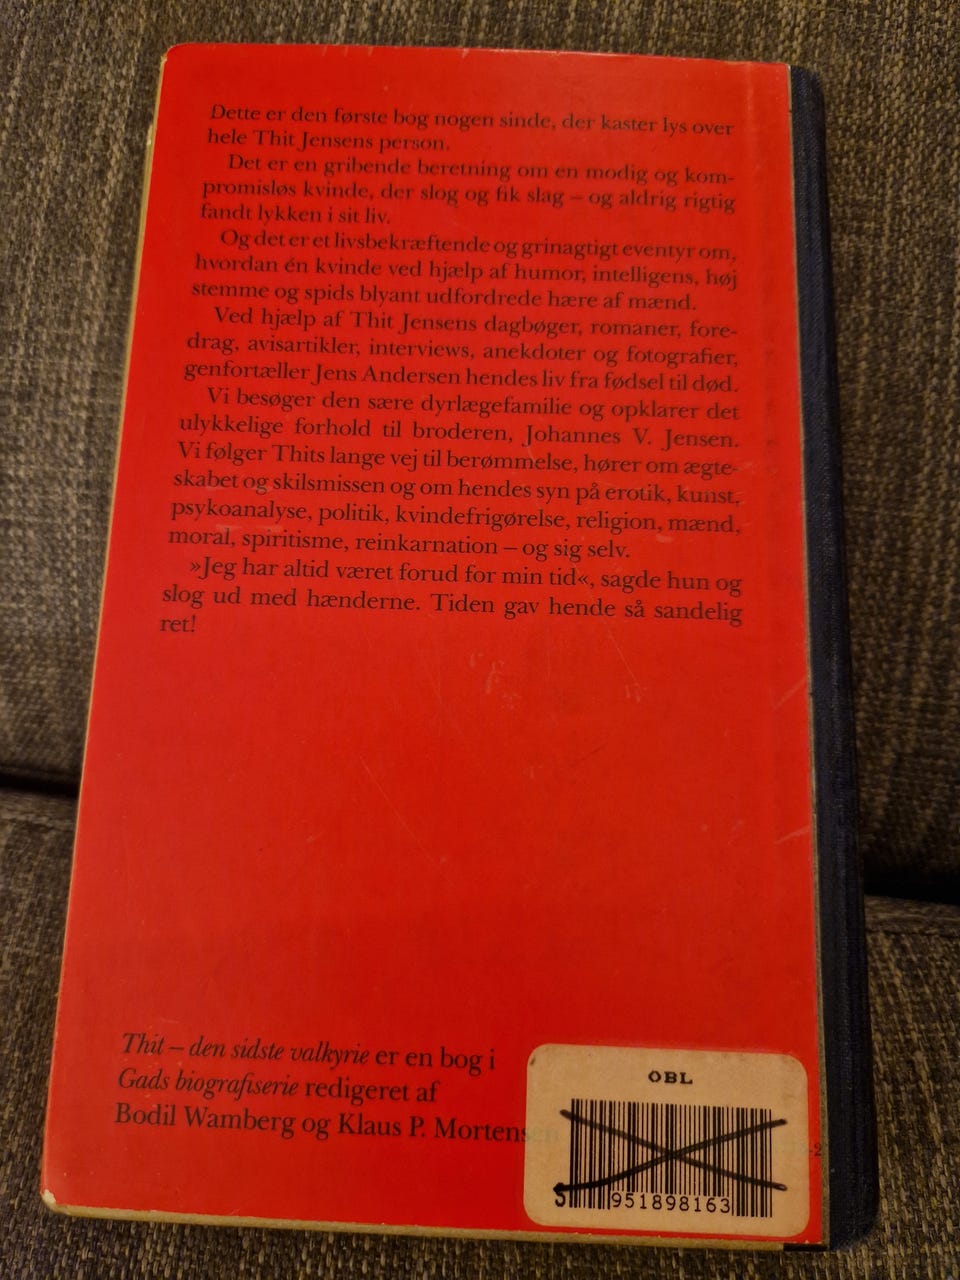 Dette er den første bog nogen sinde, der kaster lys over
hele Thit Jensens person.
Det er en gribende beretning om en modig og kom-
promisløs kvinde, der slog og fik slag – og aldrig rigtig
fandt lykken i sit liv.
Og det er et livsbekræftende og grinagtigt eventyr om,
hvordan én kvinde ved hjælp af humor, intelligens, høj
stemme og spids blyant udfordrede hære af mænd.
Ved hjælp af Thit Jensens dagbøger, romaner, fore-
drag, avisartikler, interviews, anekdoter og fotografier,
genfortæller Jens Andersen hendes liv fra fødsel til død.
Vi besøger den sære dyrlægefamilie og opklarer det
ulykkelige forhold til broderen, Johannes V. Jensen.
Vi følger Thits lange vej til berømmelse, hører om ægte-
skabet og skilsmissen og om hendes syn på erotik, kunst,
psykoanalyse, politik, kvindefrigørelse, religion, mænd,
moral, spiritisme, reinkarnation – og sig selv.
»Jeg har altid været forud for min tid«, sagde hun og
slog ud med hænderne. Tiden gav hende så sandelig
ret!
Thit – den sidste valkyrie er en bog i
Gads biografiserie redigeret af
Bodil Wamberg og Klaus P. Mortensen
OBL
-2
951898163